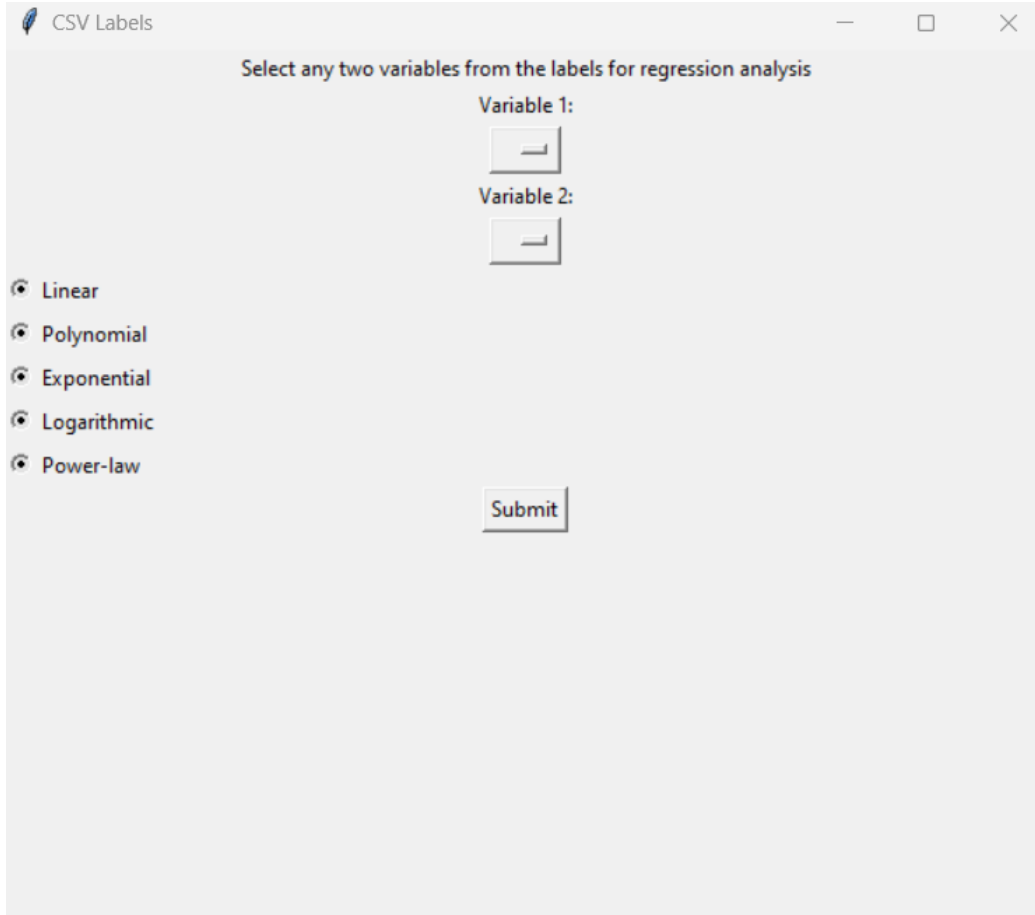 CSV Labels
Select any two variables from the labels for regression analysis
Variable 1:
Variable 2:
Linear
Polynomial
Exponential
Logarithmic
Power-law
Submit